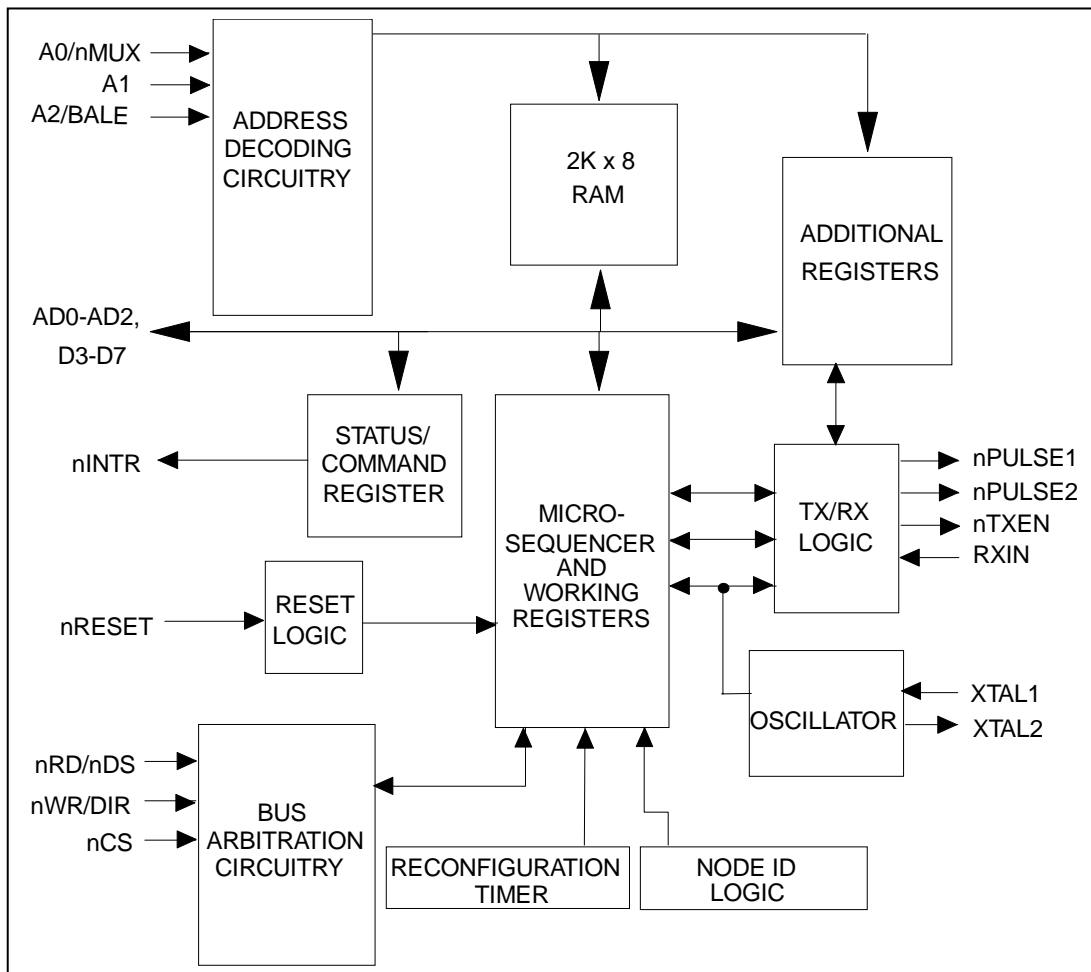 A0/nMUX
A1
A2/BALE
ADDRESS
DECODING
CIRCUITRY
2K x 8
RAM
ADDITIONAL
REGISTERS
AD0-AD2,
D3-D7
nINTR
STATUS/
COMMAND
REGISTER
MICRO-
SEQUENCER
AND
WORKING
REGISTERS
TX/RX
LOGIC
nPULSE1
nPULSE2
nTXEN
RXIN
nRESET
RESET
LOGIC
OSCILLATOR
XTAL1
XTAL2
nRD/nDS
nWR/DIR
nCS
BUS
ARBITRATION
CIRCUITRY
RECONFIGURATION
TIMER
NODE ID
LOGIC